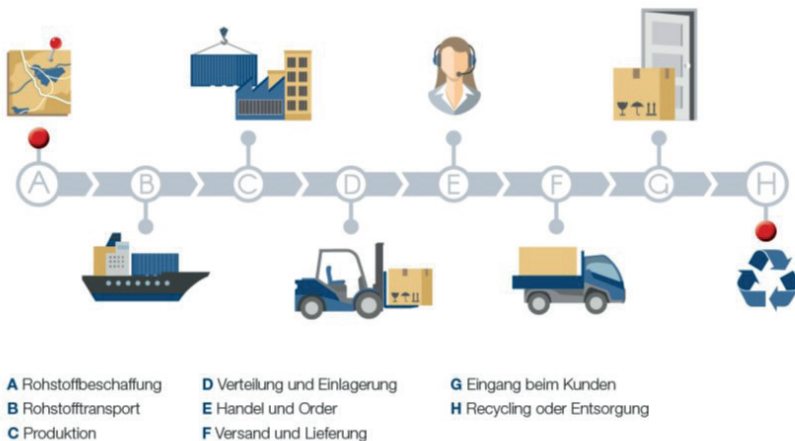 A B C D E F G H
A Rohstoffbeschaffung
B Rohstofftransport
C Produktion
D Verteilung und Einlagerung
E Handel und Order
F Versand und Lieferung
G Eingang beim Kunden
H Recycling oder Entsorgung